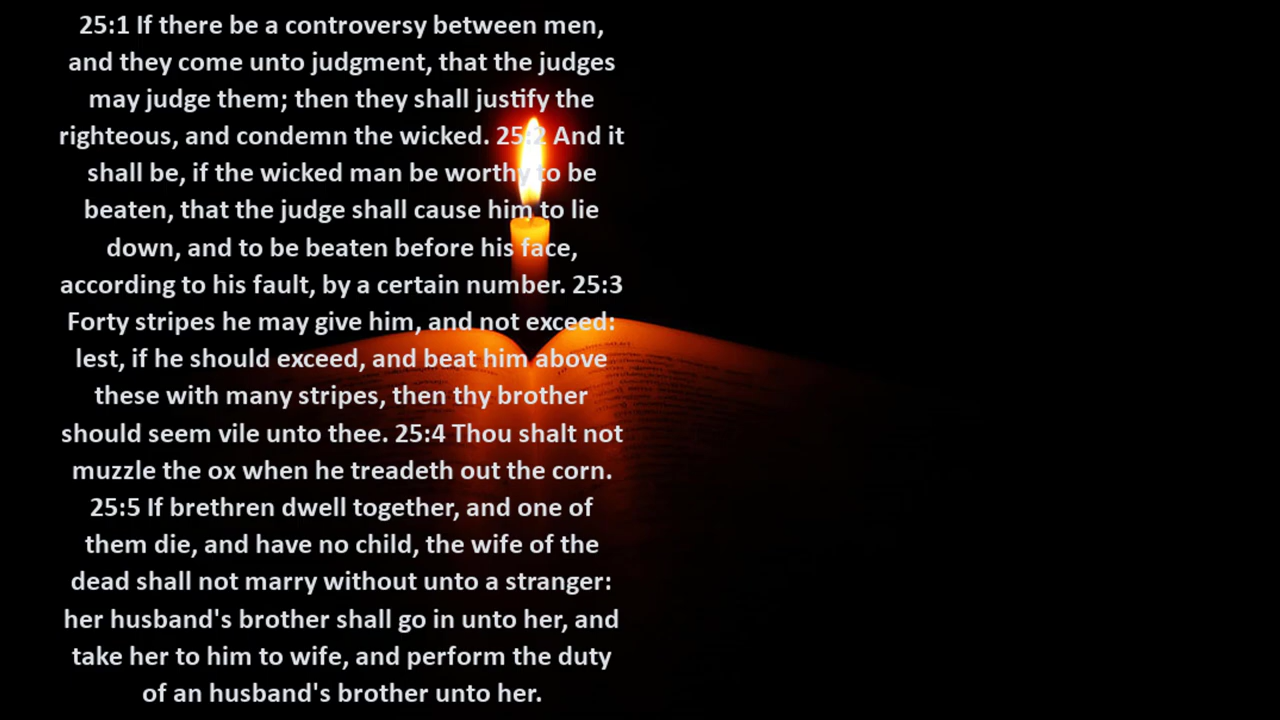 25:1 If there be a controversy between men,
and they come unto judgment, that the judges
may judge them; then they shall justify the
righteous, and condemn the wicked. 25:2 And it
shall be, if the wicked man be worthy to be
beaten, that the judge shall cause him to lie
down, and to be beaten before his face,
according to his fault, by a certain number. 25:3
Forty stripes he may give him, and not exceed:
lest, if he should exceed, and beat him above
these with many stripes, then thy brother
should seem vile unto thee. 25:4 Thou shalt not
muzzle the ox when he treadeth out the corn.
25:5 If brethren dwell together, and one of
them die, and have no child, the wife of the
dead shall not marry without unto a stranger:
her husband's brother shall go in unto her, and
take her to him to wife, and perform the duty
of an husband's brother unto her.